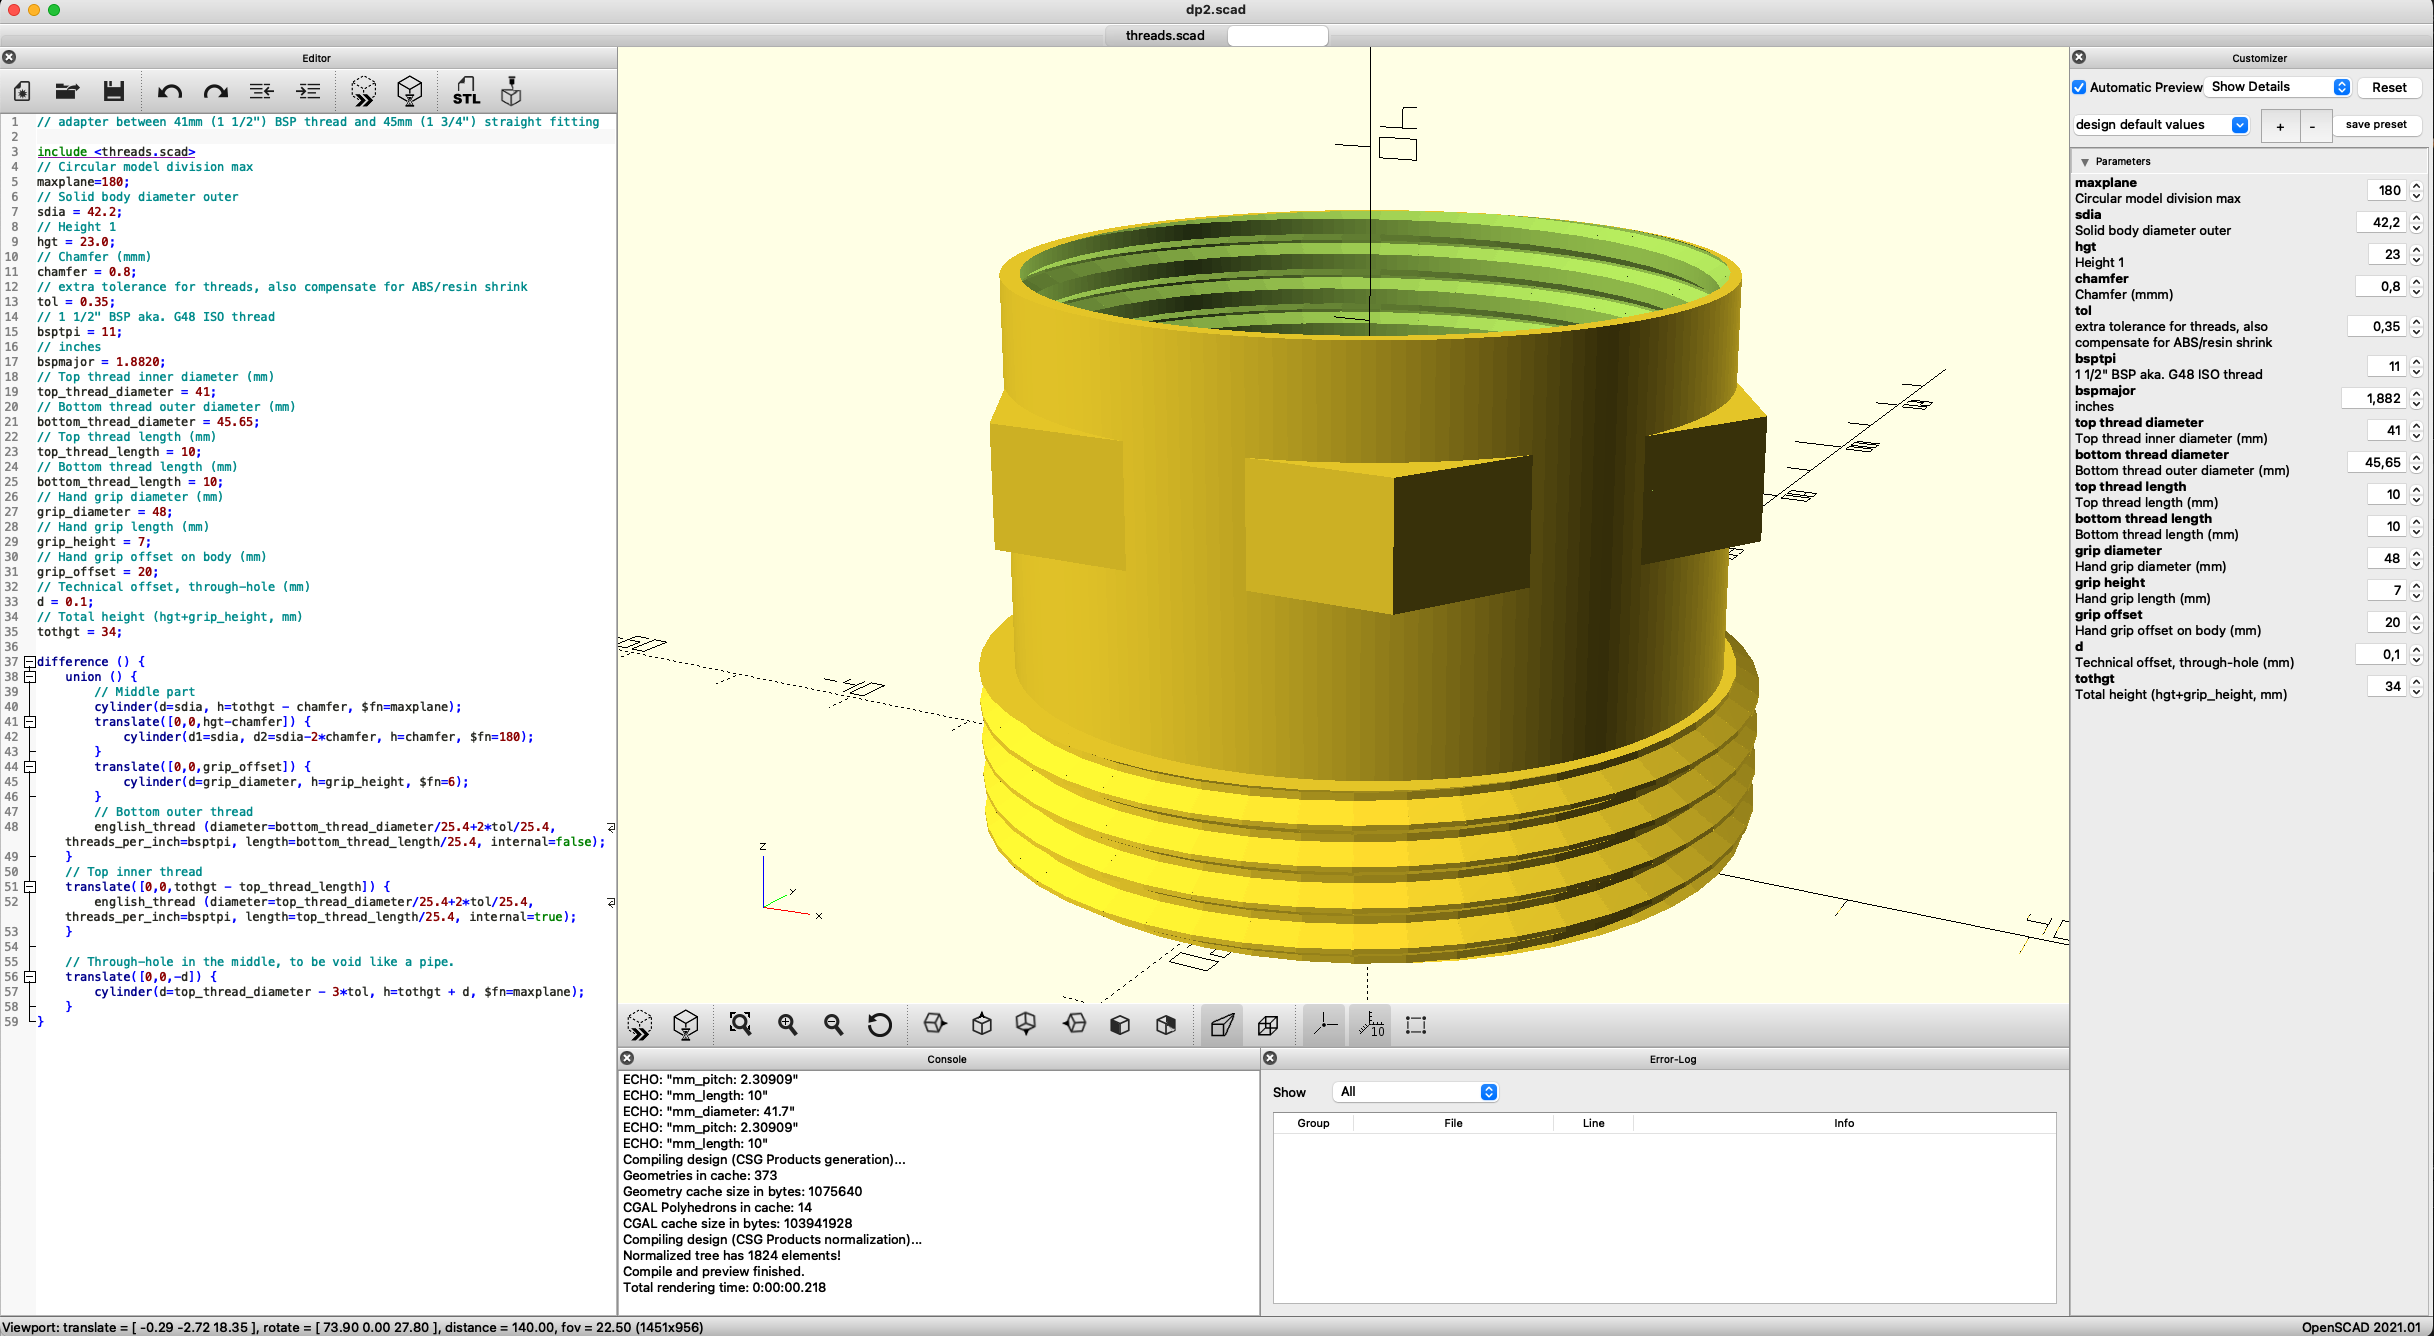 dp2.scad
threads.scad
Editor
STL
1 // adapter between 41mm (1 1/2") BSP thread and 45mm (1 3/4") straight fitting
2
3 include <threads.scad>
4 // Circular model division max
5 maxplane=180;
6 // Solid body diameter outer
7 sdia = 42.2;
8 // Height 1
9 hgt = 23.0;
10 // Chamfer (mmm)
11 chamfer = 0.8;
12 // extra tolerance for threads, also compensate for ABS/resin shrink
13 tol = 0.35;
14 // 1 1/2" BSP aka. G48 ISO thread
15 bsptpi = 11;
16 // inches
17 bspmajor = 1.8820;
18 // Top thread inner diameter (mm)
19 top_thread_diameter = 41;
20 // Bottom thread outer diameter (mm)
21 bottom_thread_diameter = 45.65;
22 // Top thread length (mm)
23 top_thread_length = 10;
24 // Bottom thread length (mm)
25 bottom_thread_length = 10;
26 // Hand grip diameter (mm)
27 grip_diameter = 48;
28 // Hand grip length (mm)
29 grip_height = 7;
30 // Hand grip offset on body (mm)
31 grip_offset = 20;
32 // Technical offset, through-hole (mm)
33 d = 0.1;
34 // Total height (hgt+grip_height, mm)
35 tothgt = 34;
36
37 difference () {
38 union () {
39 // Middle part
40 cylinder(d=sdia, h=tothgt - chamfer, $fn=maxplane);
41 translate([0,0,hgt-chamfer]) {
42 cylinder(d1=sdia, d2=sdia-2*chamfer, h=chamfer, $fn=180);
43 }
44 translate([0,0,grip_offset]) {
45 cylinder(d=grip_diameter, h=grip_height, $fn=6);
46 }
47 // Bottom outer thread
48 english_thread (diameter=bottom_thread_diameter/25.4+2*tol/25.4,
threads_per_inch=bsptpi, length=bottom_thread_length/25.4, internal=false);
49 }
50 // Top inner thread
51 translate([0,0,tothgt - top_thread_length]) {
52 english_thread (diameter=top_thread_diameter/25.4+2*tol/25.4,
threads_per_inch=bsptpi, length=top_thread_length/25.4, internal=true);
53 }
54
55 // Through-hole in the middle, to be void like a pipe.
56 translate([0,0,-d]) {
57 cylinder(d=top_thread_diameter - 3*tol, h=tothgt + d, $fn=maxplane);
58 }
59 }
z
y
x
10
Console
ECHO: "mm_pitch: 2.30909"
ECHO: "mm_length: 10"
ECHO: "mm_diameter: 41.7"
ECHO: "mm_pitch: 2.30909"
ECHO: "mm_length: 10"
Compiling design (CSG Products generation)...
Geometries in cache: 373
Geometry cache size in bytes: 1075640
CGAL Polyhedrons in cache: 14
CGAL cache size in bytes: 103941928
Compiling design (CSG Products normalization)...
Normalized tree has 1824 elements!
Compile and preview finished.
Total rendering time: 0:00:00.218
Error-Log
Show All
Group File Line Info
Customizer
Automatic Preview Show Details Reset
design default values + - save preset
Parameters
maxplane
Circular model division max 180
sdia
Solid body diameter outer 42,2
hgt
Height 1 23
chamfer
Chamfer (mmm) 0,8
tol
extra tolerance for threads, also 0,35
compensate for ABS/resin shrink
bsptpi
1 1/2" BSP aka. G48 ISO thread 11
bspmajor
inches 1,882
top thread diameter
Top thread inner diameter (mm) 41
bottom thread diameter
Bottom thread outer diameter (mm) 45,65
top thread length
Top thread length (mm) 10
bottom thread length
Bottom thread length (mm) 10
grip diameter
Hand grip diameter (mm) 48
grip height
Hand grip length (mm) 7
grip offset
Hand grip offset on body (mm) 20
d
Technical offset, through-hole (mm) 0,1
tothgt
Total height (hgt+grip_height, mm) 34
Viewport: translate = [ -0.29 -2.72 18.35 ], rotate = [ 73.90 0.00 27.80 ], distance = 140.00, fov = 22.50 (1451x956)
OpenSCAD 2021.01